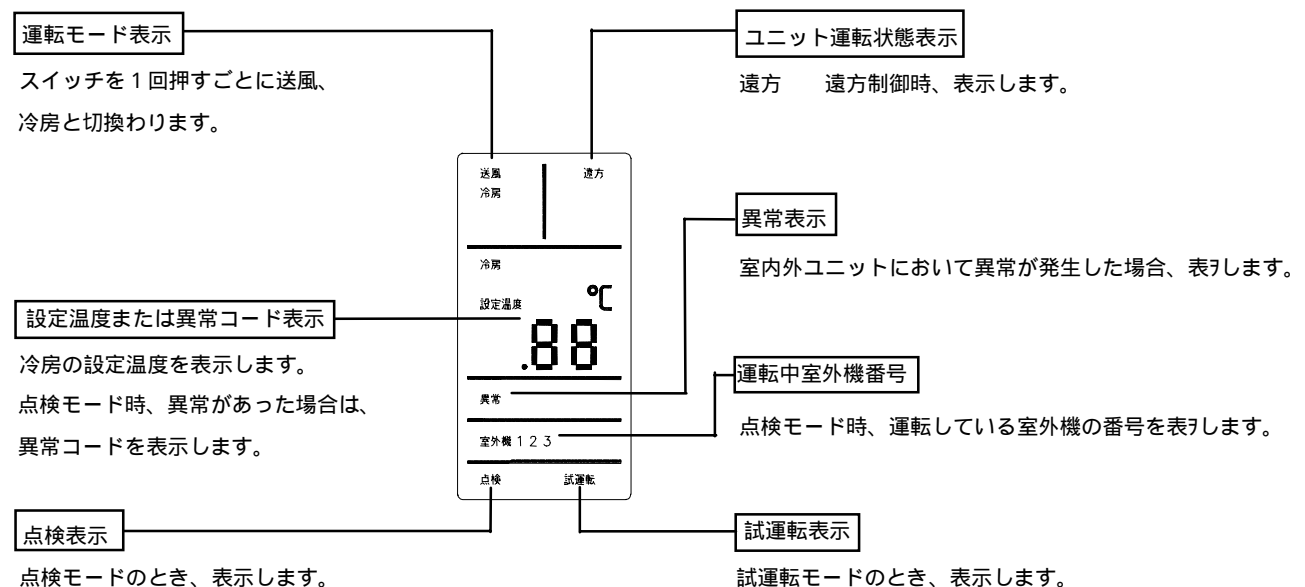 運転モード表示
スイッチを1回押すごとに送風、
冷房と切換わります。
ユニット運転状態表示
遠方　　遠方制御時、表示します。
送風
冷房
遠方
冷房
設定温度
℃
.88
異常
室外機 1 2 3
点検
試運転
異常表示
室内外ユニットにおいて異常が発生した場合、表ｦします。
設定温度または異常コード表示
冷房の設定温度を表示します。
点検モード時、異常があった場合は、
異常コードを表示します。
運転中室外機番号
点検モード時、運転している室外機の番号を表ｦします。
点検表示
点検モードのとき、表示します。
試運転表示
試運転モードのとき、表示します。